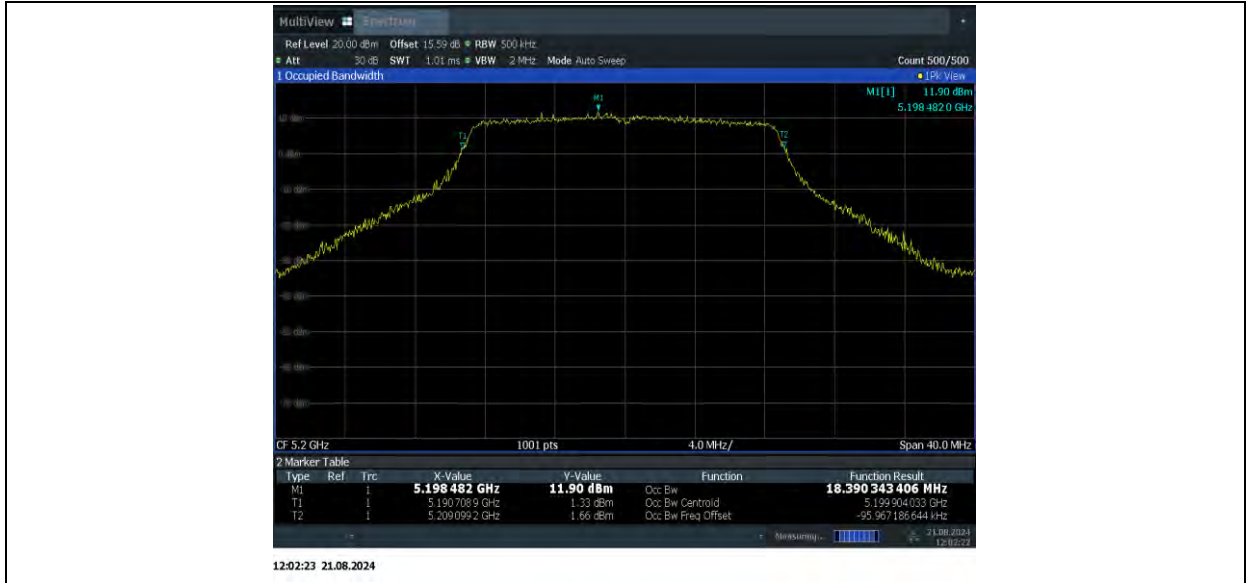 MultiView Spectrum
Ref Level 20.00 dBm Offset 15.59 dB RBW 500 kHz
Att 30 dB SWT 1.01 ms VBW 2 MHz Mode Auto Sweep Count 500/500
1 Occupied Bandwidth 1Pk View
M1[1] 11.90 dBm
5.198 482 0 GHz
M1
T1
T2
CF 5.2 GHz 1001 pts 4.0 MHz/ Span 40.0 MHz
2 Marker Table
Type Ref Trc X-Value Y-Value Function Function Result
M1 1 5.198 482 GHz 11.90 dBm Occ Bw 18.390 343 406 MHz
T1 1 5.190 708 9 GHz 1.33 dBm Occ Bw Centroid 5.199 904 033 GHz
T2 1 5.209 099 2 GHz 1.66 dBm Occ Bw Freq Offset -95.967 186 644 kHz
Measuring... 21.08.2024
12:02:22
12:02:23 21.08.2024